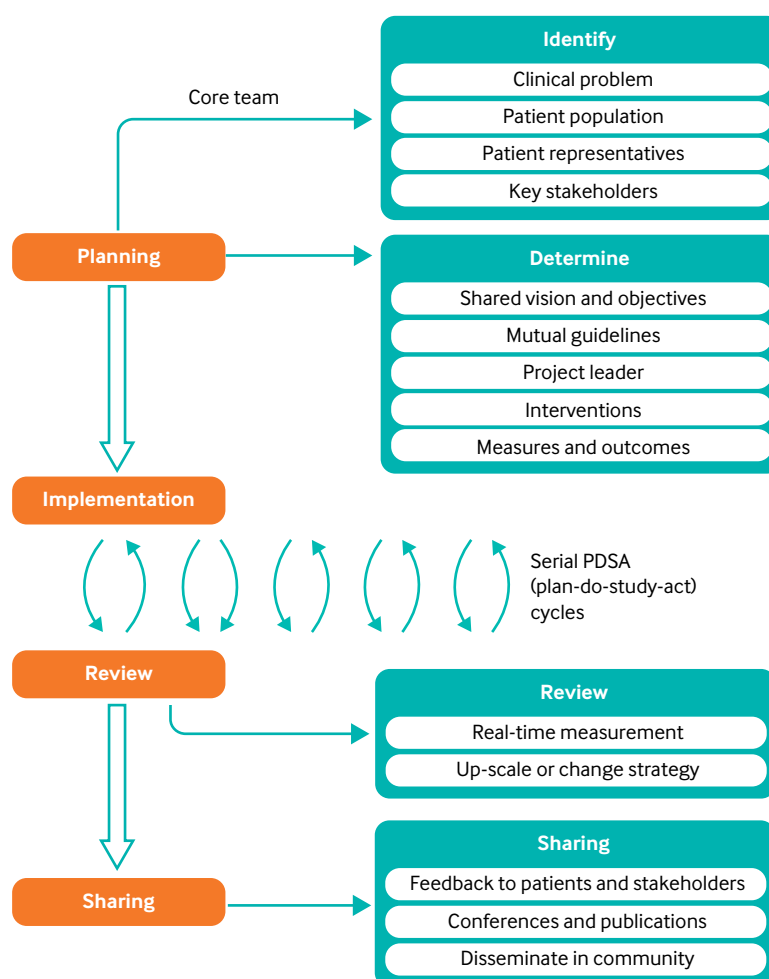 Identify
Clinical problem
Core team
Patient population
Patient representatives
Key stakeholders
Planning
Determine
Shared vision and objectives
Mutual guidelines
Project leader
Interventions
Measures and outcomes
Implementation
Serial PDSA
(plan-do-study-act)
cycles
Review
Review
Real-time measurement
Up-scale or change strategy
Sharing
Feedback to patients and stakeholders
Sharing
Conferences and publications
Disseminate in community